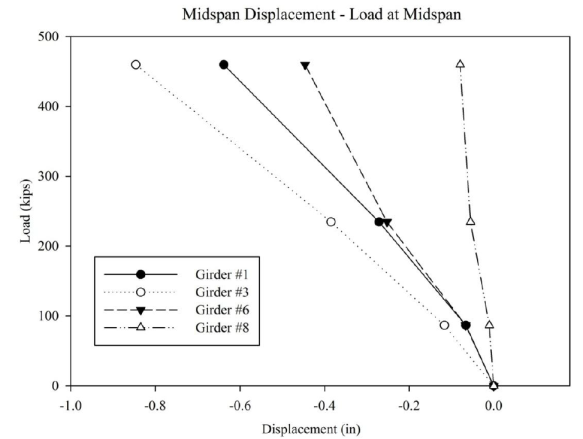 Midspan Displacement - Load at Midspan
500
400
300
200
100
0
Load (kips)
Girder #1
Girder #3
Girder #6
Girder #8
-1.0 -0.8 -0.6 -0.4 -0.2 0.0
Displacement (in)